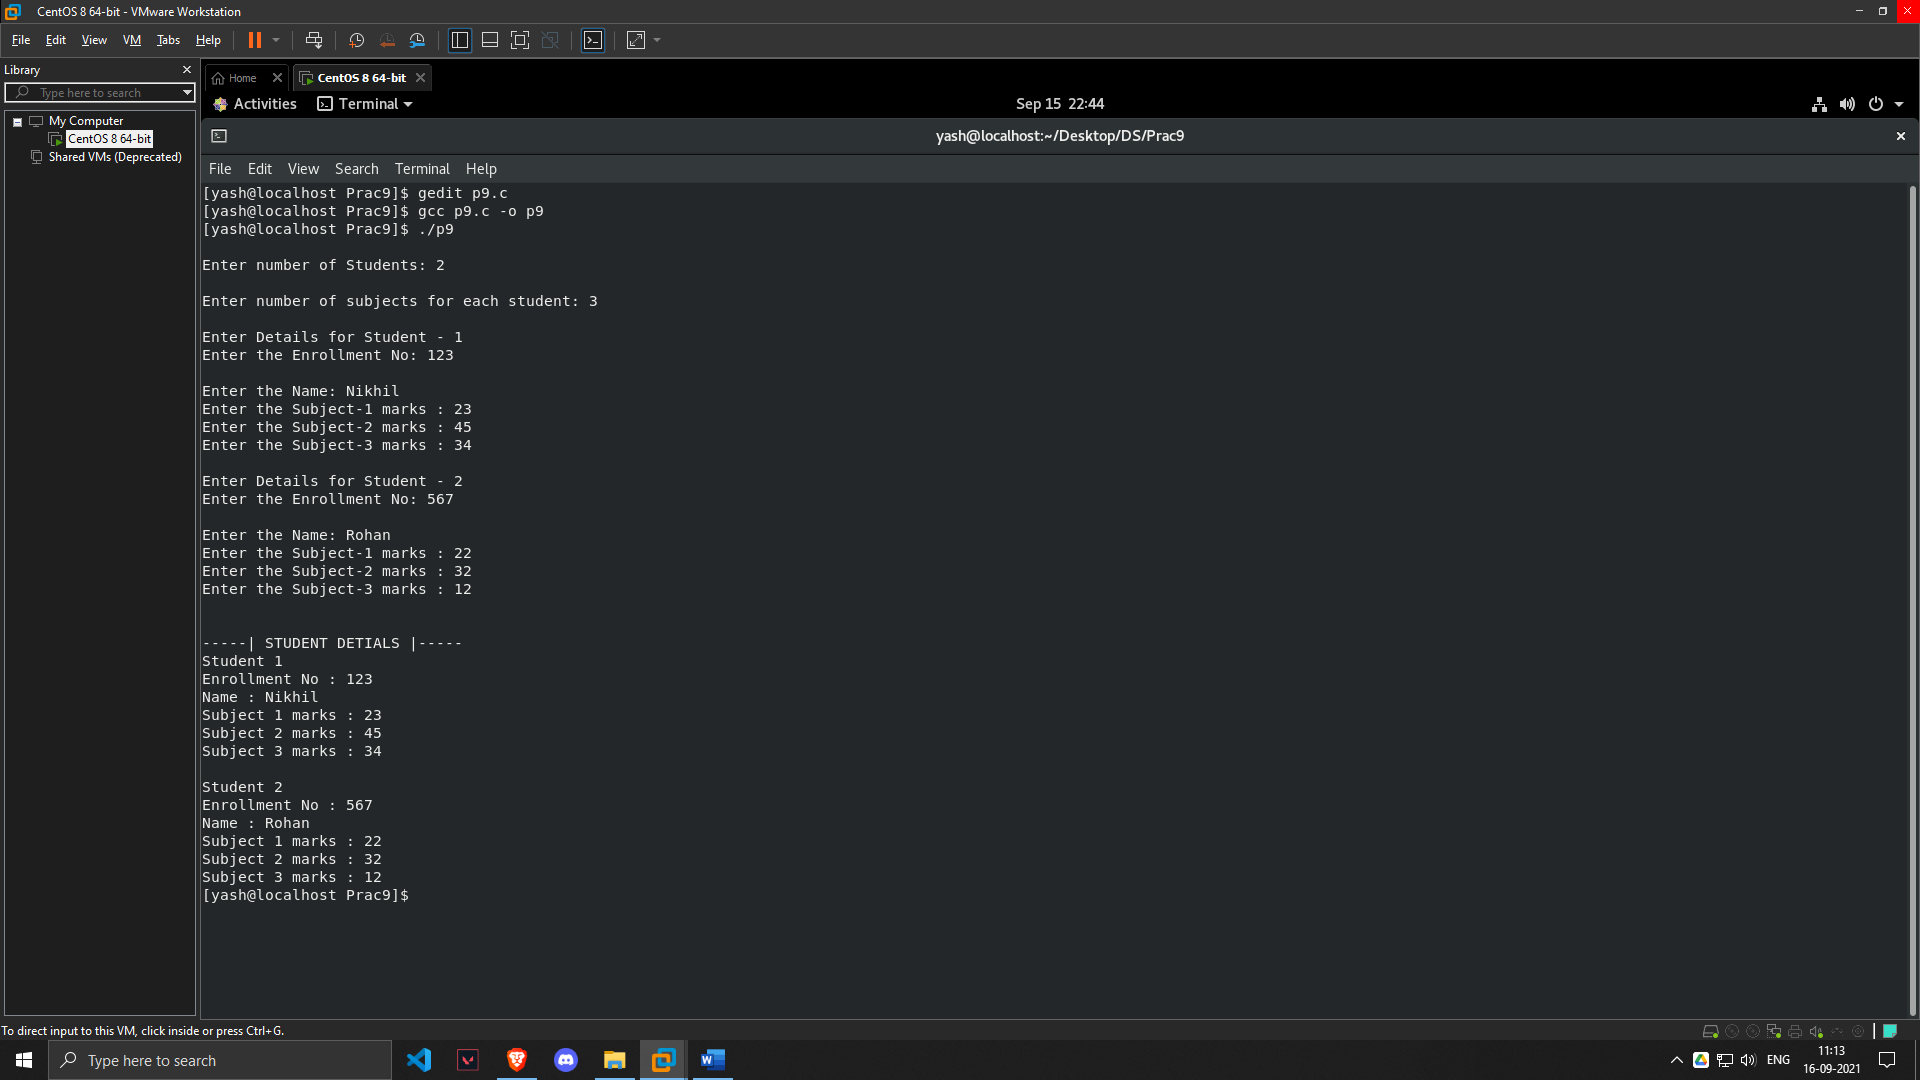 CentOS 8 64-bit - VMware Workstation
File Edit View VM Tabs Help
Library
Type here to search
My Computer
CentOS 8 64-bit
Shared VMs (Deprecated)
Home
CentOS 8 64-bit
Activities Terminal Sep 15 22:44
yash@localhost:~/Desktop/DS/Prac9
File Edit View Search Terminal Help
[yash@localhost Prac9]$ gedit p9.c
[yash@localhost Prac9]$ gcc p9.c -o p9
[yash@localhost Prac9]$ ./p9
Enter number of Students: 2
Enter number of subjects for each student: 3
Enter Details for Student - 1
Enter the Enrollment No: 123
Enter the Name: Nikhil
Enter the Subject-1 marks : 23
Enter the Subject-2 marks : 45
Enter the Subject-3 marks : 34
Enter Details for Student - 2
Enter the Enrollment No: 567
Enter the Name: Rohan
Enter the Subject-1 marks : 22
Enter the Subject-2 marks : 32
Enter the Subject-3 marks : 12
-----| STUDENT DETIALS |-----
Student 1
Enrollment No : 123
Name : Nikhil
Subject 1 marks : 23
Subject 2 marks : 45
Subject 3 marks : 34
Student 2
Enrollment No : 567
Name : Rohan
Subject 1 marks : 22
Subject 2 marks : 32
Subject 3 marks : 12
[yash@localhost Prac9]$
To direct input to this VM, click inside or press Ctrl+G.
Type here to search
ENG
11:13
16-09-2021